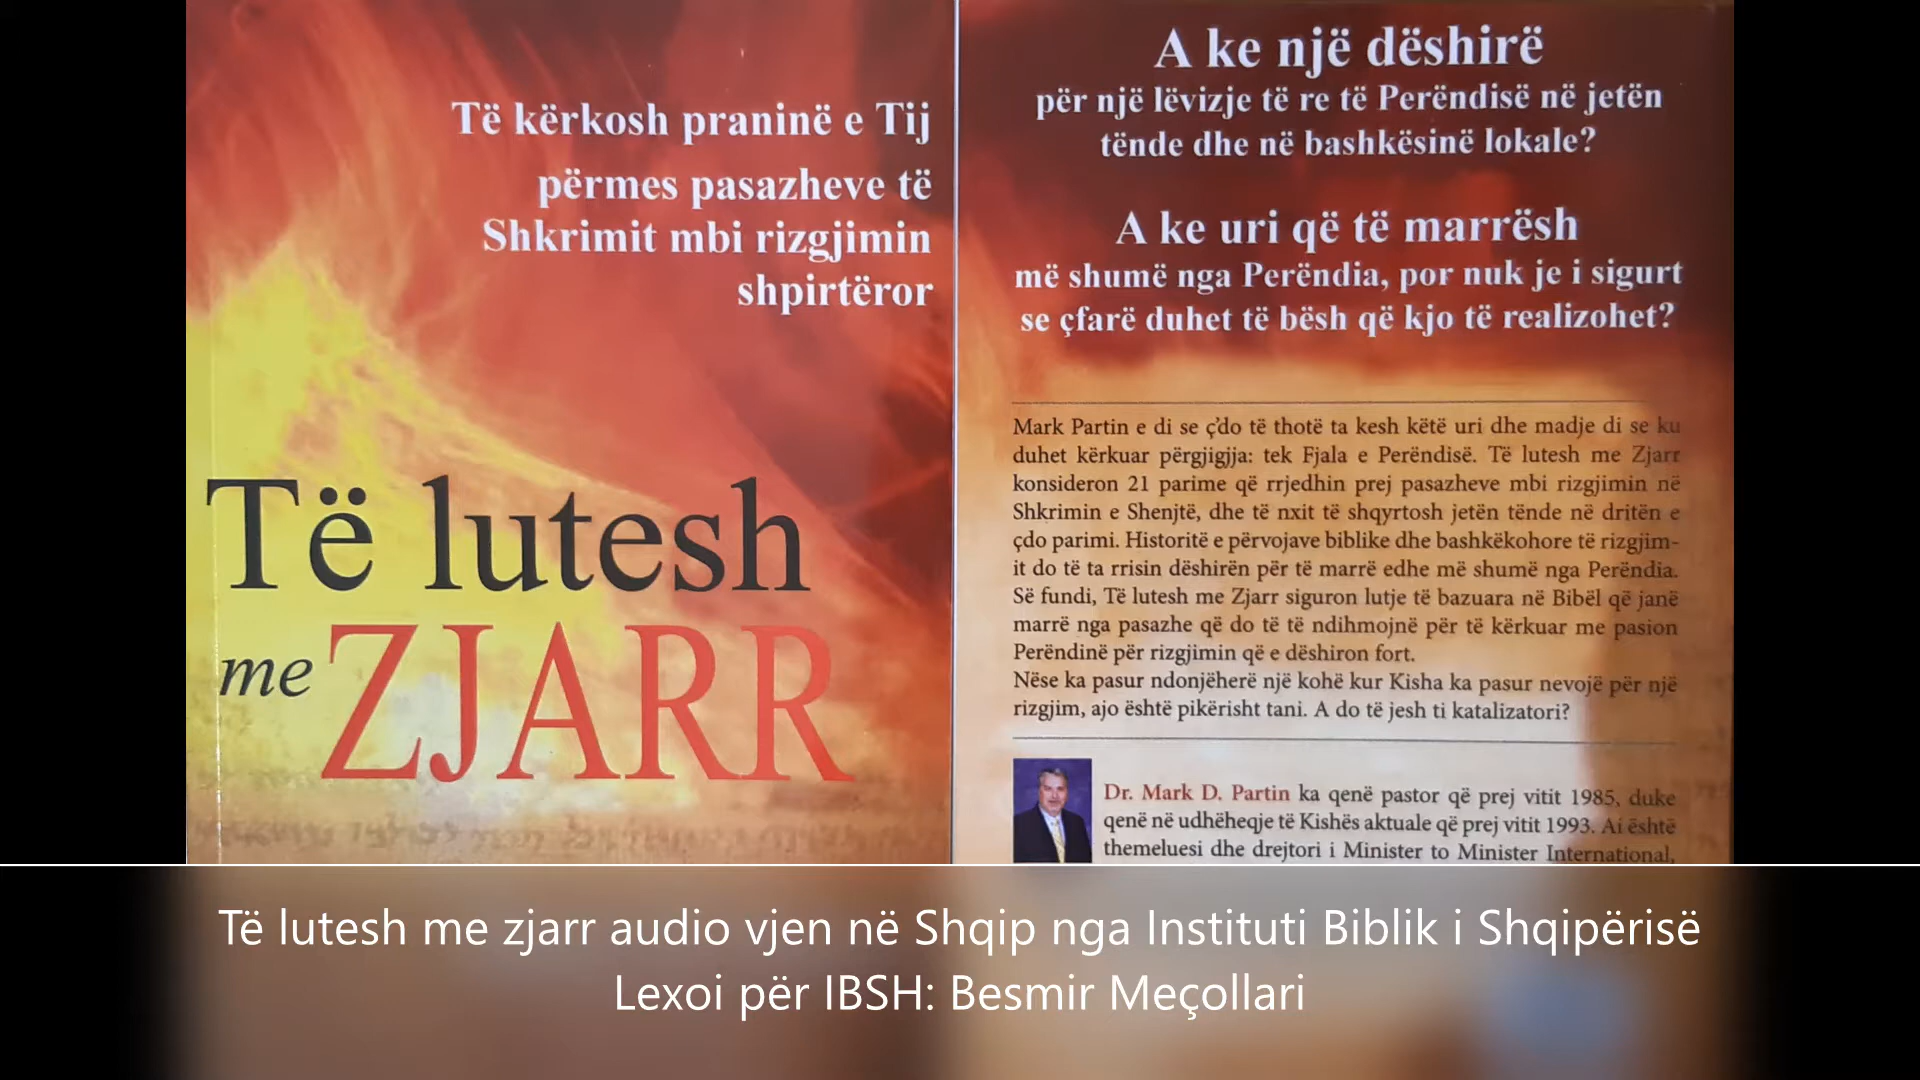 Të kërkosh praninë e Tij
përmes pasazheve të
Shkrimit mbi rizgjimin
shpirtëror
Të lutesh
me ZJARR
A ke një dëshirë
për një lëvizje të re të Perëndisë në jetën
tënde dhe në bashkësinë lokale?
A ke uri që të marrësh
më shumë nga Perëndia, por nuk je i sigurt
se çfarë duhet të bësh që kjo të realizohet?
Mark Partin e di se ç'do të thotë ta kesh këtë uri dhe madje di se ku
duhet kërkuar përgjigjja: tek Fjala e Perëndisë. Të lutesh me Zjarr
konsideron 21 parime që rrjedhin prej pasazheve mbi rizgjimin në
Shkrimin e Shenjtë, dhe të nxit të shqyrtosh jetën tënde në dritën e
çdo parimi. Historitë e përvojave biblike dhe bashkëkohore të rizgjim-
it do të ta rrisin dëshirën për të marrë edhe më shumë nga Perëndia.
Së fundi, Të lutesh me Zjarr siguron lutje të bazuara në Bibël që janë
marrë nga pasazhe që do të të ndihmojnë për të kërkuar me pasion
Perëndinë për rizgjimin që e dëshiron fort.
Nëse ka pasur ndonjëherë një kohë kur Kisha ka pasur nevojë për një
rizgjim, ajo është pikërisht tani. A do të jesh ti katalizatori?
Dr. Mark D. Partin ka qenë pastor që prej vitit 1985, duke
qenë në udhëheqje të Kishës aktuale që prej vitit 1993. Ai është
themeluesi dhe drejtori i Minister to Minister International,
Të lutesh me zjarr audio vjen në Shqip nga Instituti Biblik i Shqipërisë
Lexoi për IBSH: Besmir Meçollari